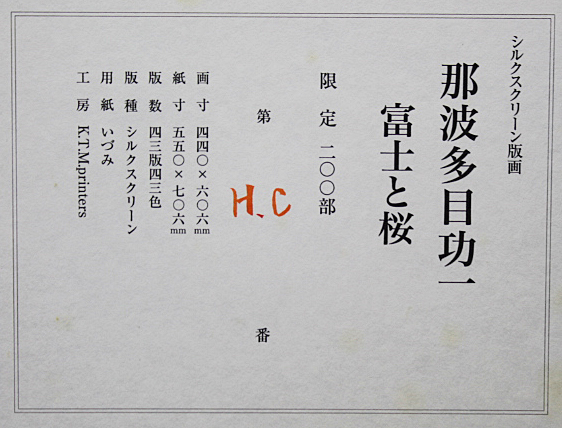 シルクスクリーン版画
那波多目功一
富士と桜
限定 二〇〇部
第 H.C 番
画寸 四四〇×六〇六mm
紙寸 五五〇×七〇六mm
版数 四三版四三色
版種 シルクスクリーン
用紙 いづみ
工房 K.T.M.printers